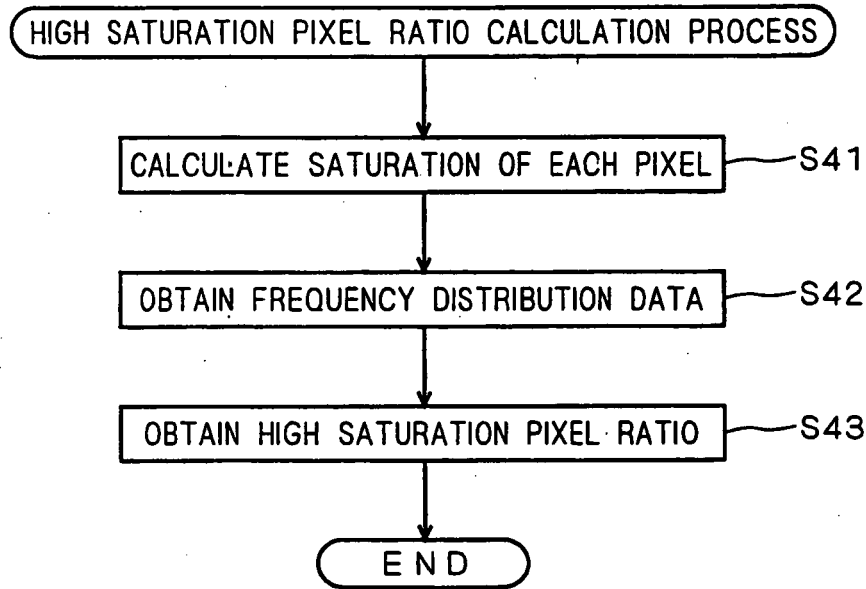 HIGH SATURATION PIXEL RATIO CALCULATION PROCESS
CALCULATE SATURATION OF EACH PIXEL
S41
OBTAIN FREQUENCY DISTRIBUTION DATA
S42
OBTAIN HIGH SATURATION PIXEL RATIO
S43
END